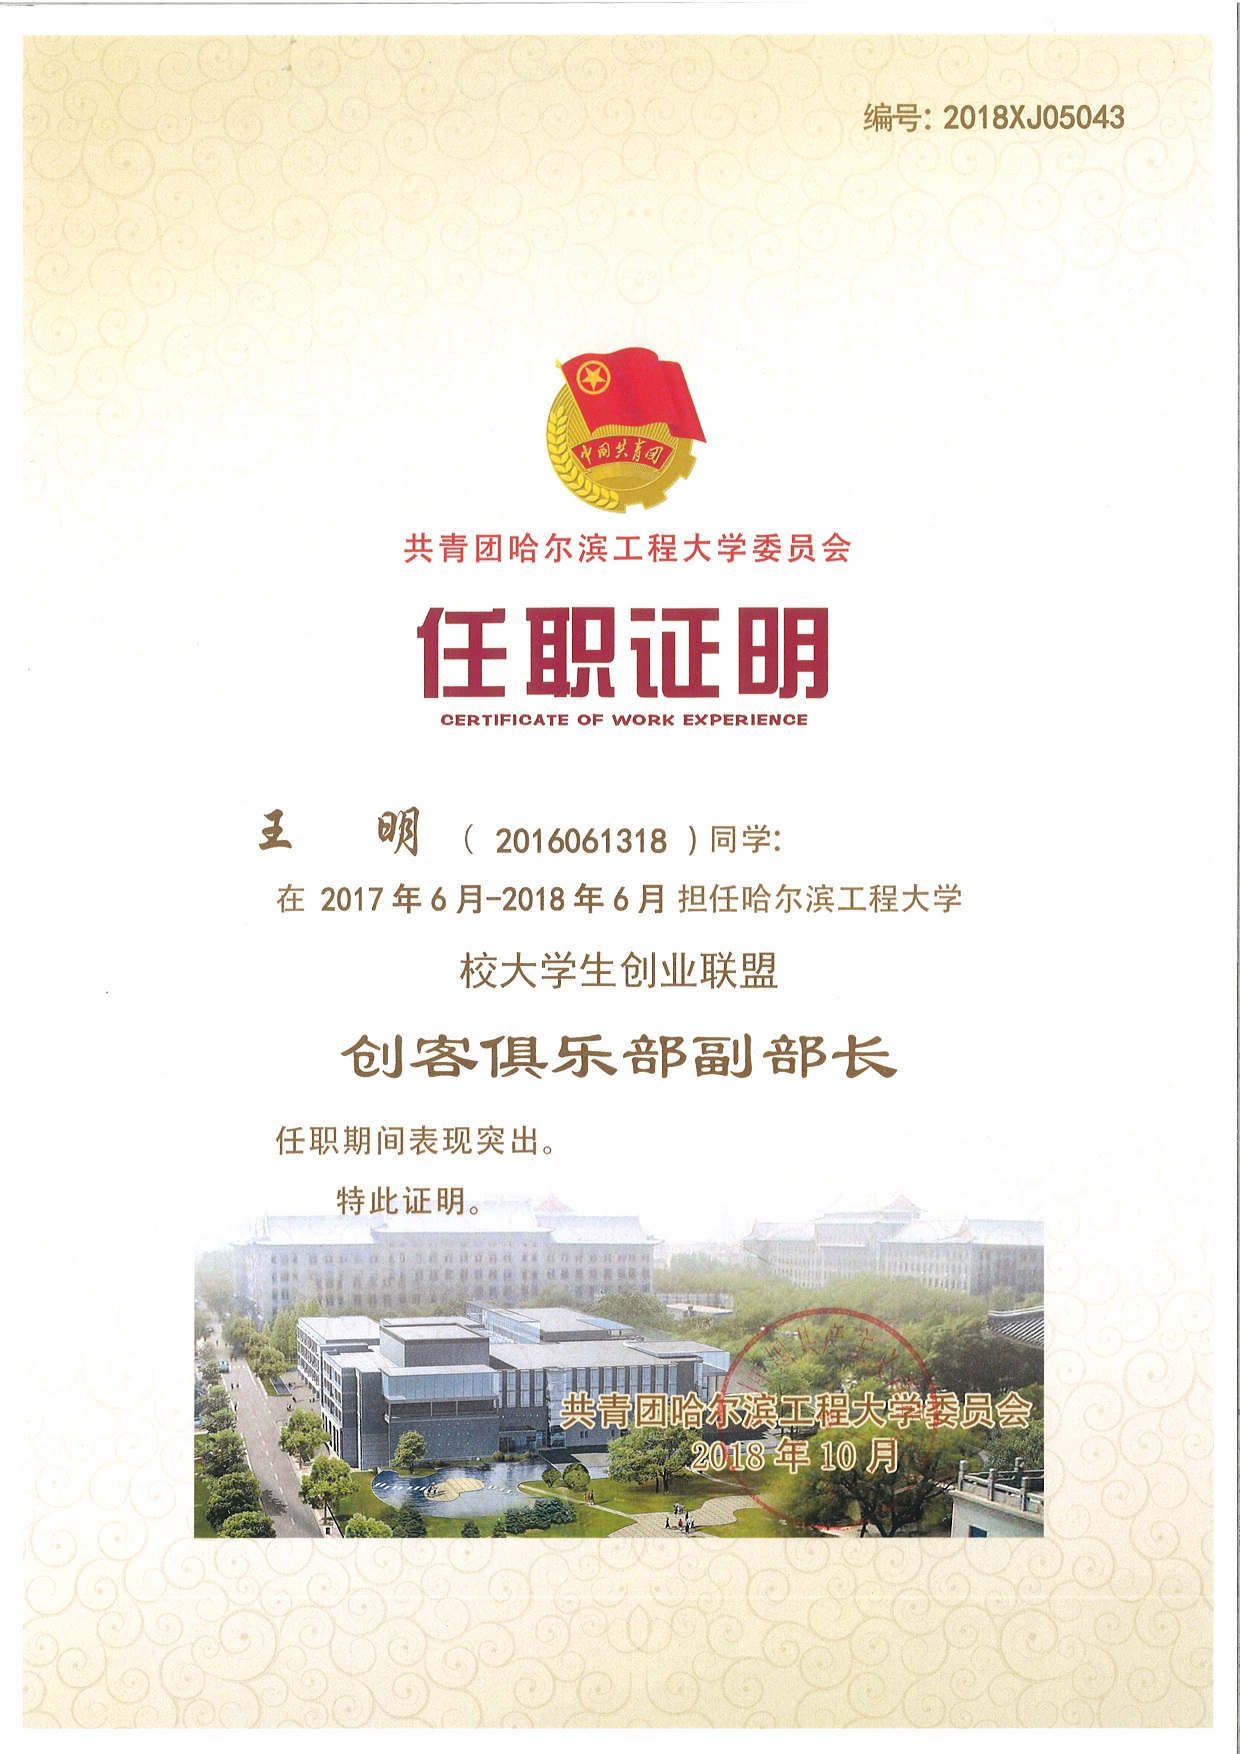 编号: 2018XJ05043
中国共青团
共青团哈尔滨工程大学委员会
任职证明
CERTIFICATE OF WORK EXPERIENCE
王 明 ( 2016061318 ) 同学:
在 2017 年 6 月-2018 年 6 月 担任哈尔滨工程大学
校大学生创业联盟
创客俱乐部副部长
任职期间表现突出。
特此证明。
共青团哈尔滨工程大学委员会
2018 年 10 月